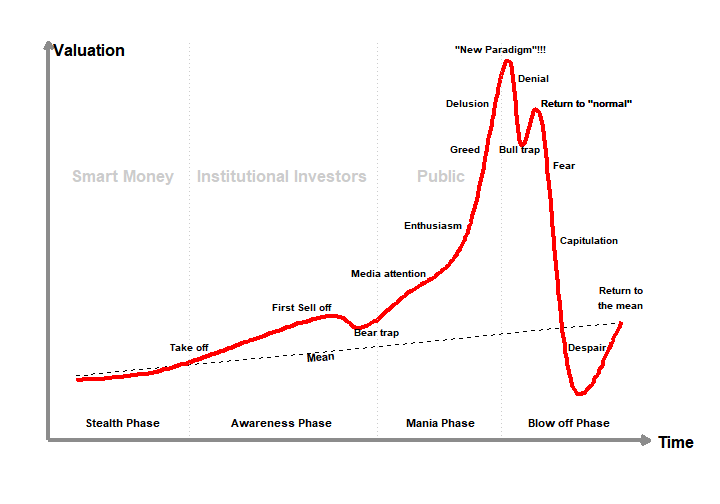 "New Paradigm"!!!
Valuation
Denial
Delusion
Return to "normal"
Greed
Bull trap
Fear
Smart Money
Institutional Investors
Public
Enthusiasm
Capitulation
Media attention
Return to
the mean
First Sell off
Bear trap
Take off
Mean
Despair
Stealth Phase
Awareness Phase
Mania Phase
Blow off Phase
Time